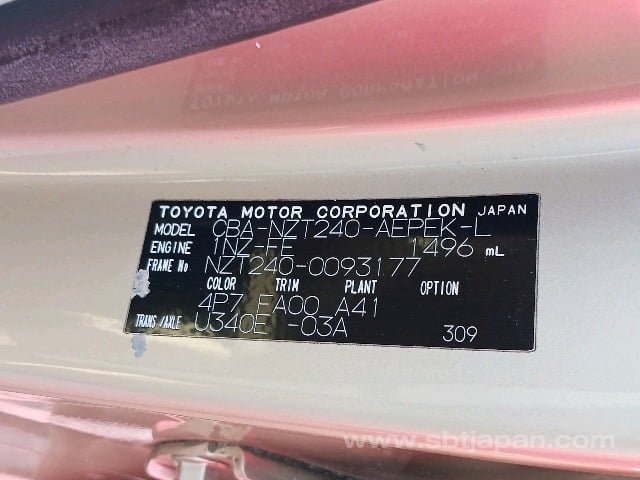 TOYOTA MOTOR CORPORATION JAPAN
MODEL CBA-NZT240-AEPEK-L
ENGINE 1NZ-FE 1496 mL
FRAME No NZT240-0093177
COLOR TRIM PLANT OPTION
4P7 FA00 A41
TRANS/AXLE U340E -03A 309
www.sbtjapan.com